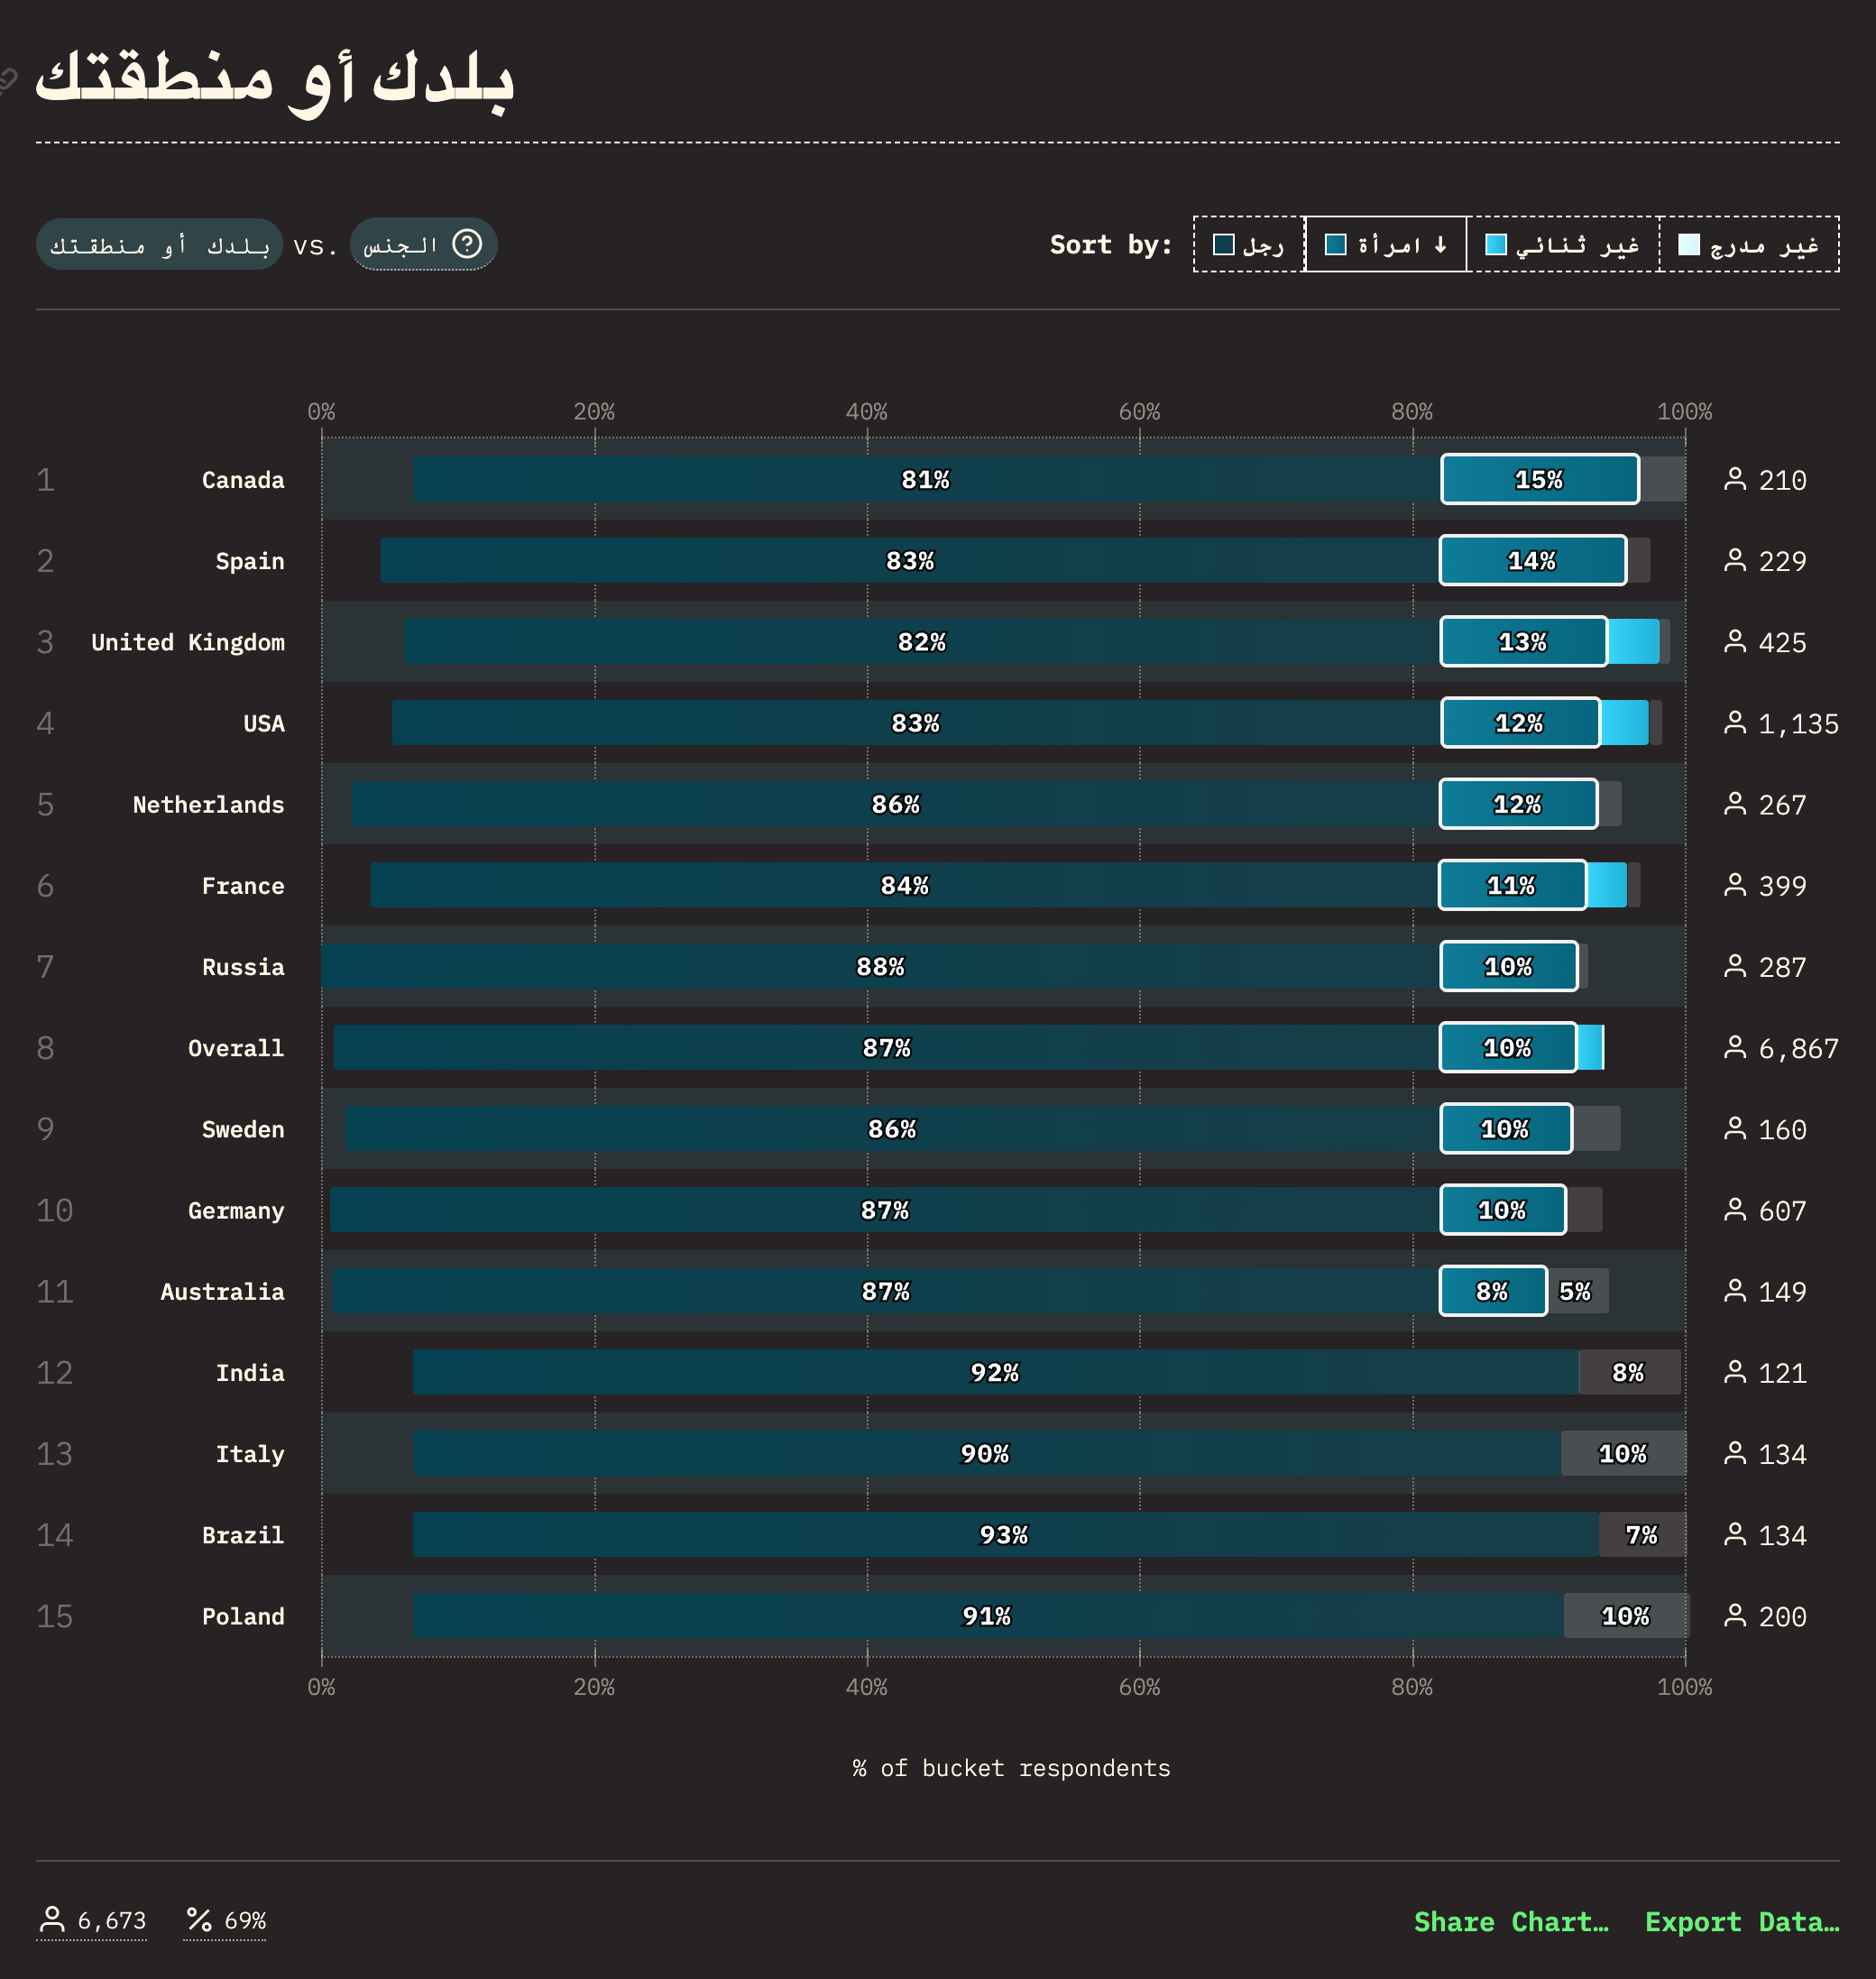 بلدك أو منطقتك
بلدك أو منطقتك vs. الجنس
Sort by: رجل امرأة ↓ غير ثنائي غير مدرج
0% 20% 40% 60% 80% 100%
1 Canada 81% 15% 210
2 Spain 83% 14% 229
3 United Kingdom 82% 13% 425
4 USA 83% 12% 1,135
5 Netherlands 86% 12% 267
6 France 84% 11% 399
7 Russia 88% 10% 287
8 Overall 87% 10% 6,867
9 Sweden 86% 10% 160
10 Germany 87% 10% 607
11 Australia 87% 8% 5% 149
12 India 92% 8% 121
13 Italy 90% 10% 134
14 Brazil 93% 7% 134
15 Poland 91% 10% 200
0% 20% 40% 60% 80% 100%
% of bucket respondents
6,673 % 69% Share Chart… Export Data…